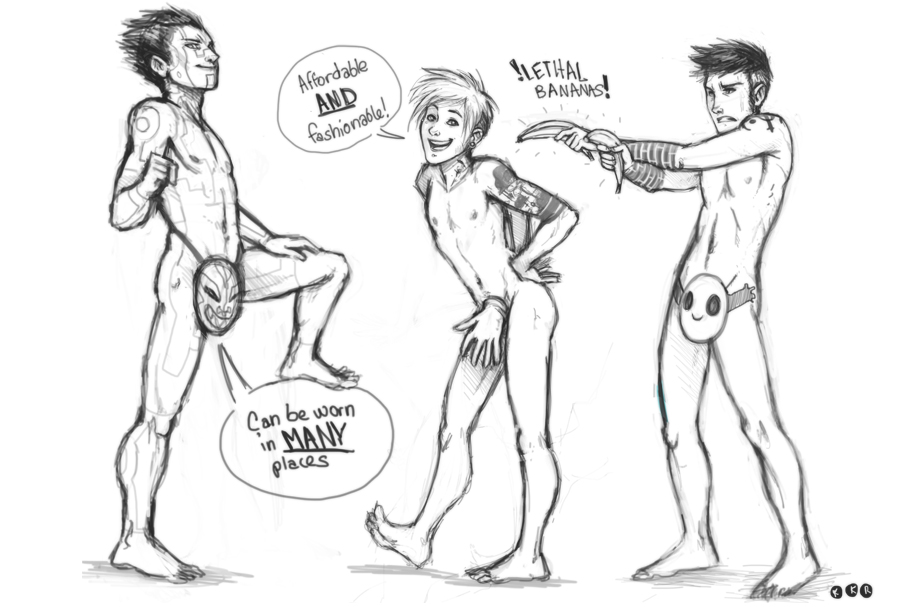 Affordable
AND
fashionable!
!LETHAL
BANANAS!
Can be worn
in MANY
places
Y K R